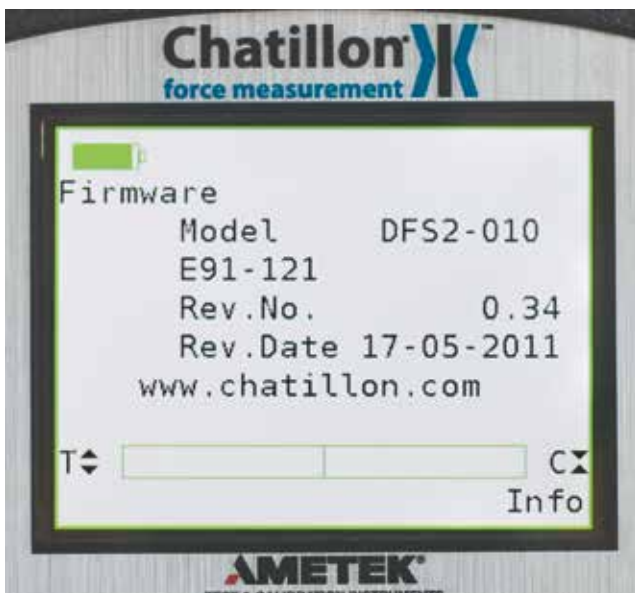 Chatillon
force measurement
Firmware
Model DFS2-010
E91-121
Rev.No. 0.34
Rev.Date 17-05-2011
www.chatillon.com
T C
Info
AMETEK®